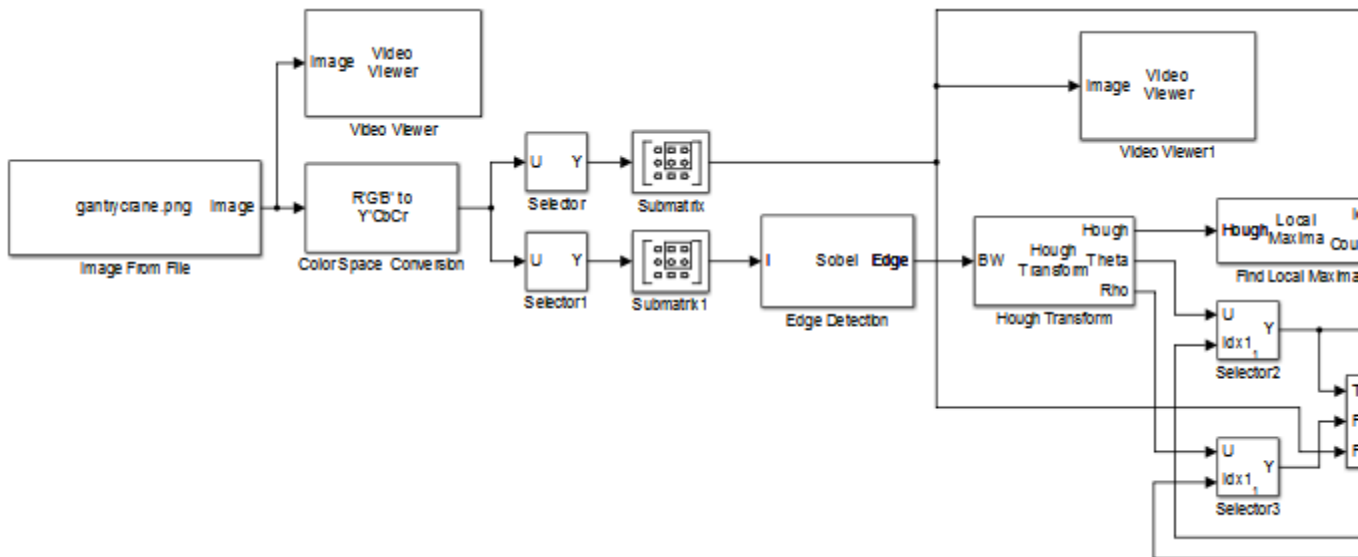 Image
Video
Viewer
Video Viewer
gantrycrane.png
Image
Image From File
R'G'B' to
Y'CbCr
Color Space Conversion
U
Y
Selector
U
Y
Selector1
Submatrix
Submatrix1
I
Sobel
Edge
Edge Detection
BW
Hough
Transform
Hough
Theta
Rho
Hough Transform
Image
Video
Viewer
Video Viewer1
Hough
Local
Maxima
Find Local Maxima
U
Idx1
Y
1
Selector2
U
Idx1
Y
1
Selector3